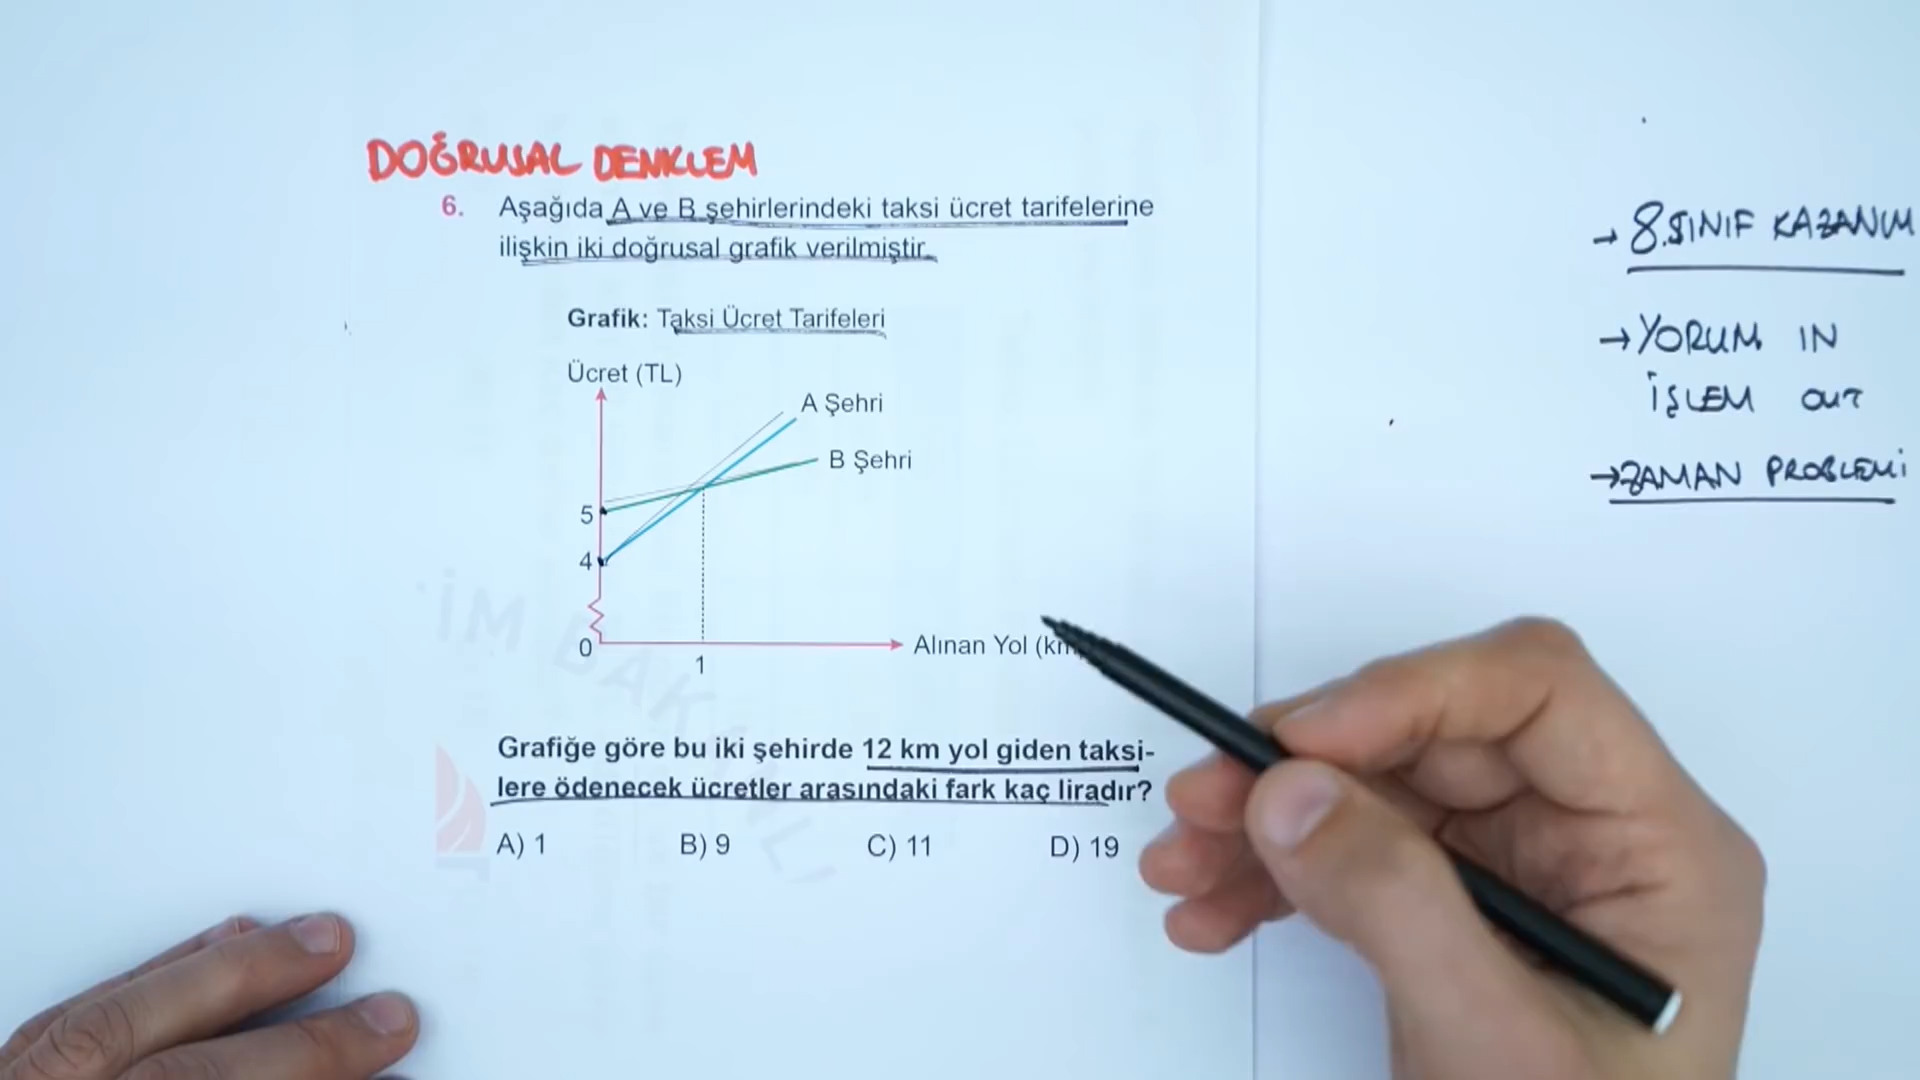 DOĞRUSAL DENKLEM
6. Aşağıda A ve B şehirlerindeki taksi ücret tarifelerine
ilişkin iki doğrusal grafik verilmiştir.
Grafik: Taksi Ücret Tarifeleri
Ücret (TL)
A Şehri
B Şehri
5
4
0
1
Alınan Yol
Grafiğe göre bu iki şehirde 12 km yol giden taksi-
lere ödenecek ücretler arasındaki fark kaç liradır?
A) 1 B) 9 C) 11 D) 19
→ 8.SINIF KAZANIM
→ YORUM IN
İŞLEM OUT
→ ZAMAN PROBLEMi